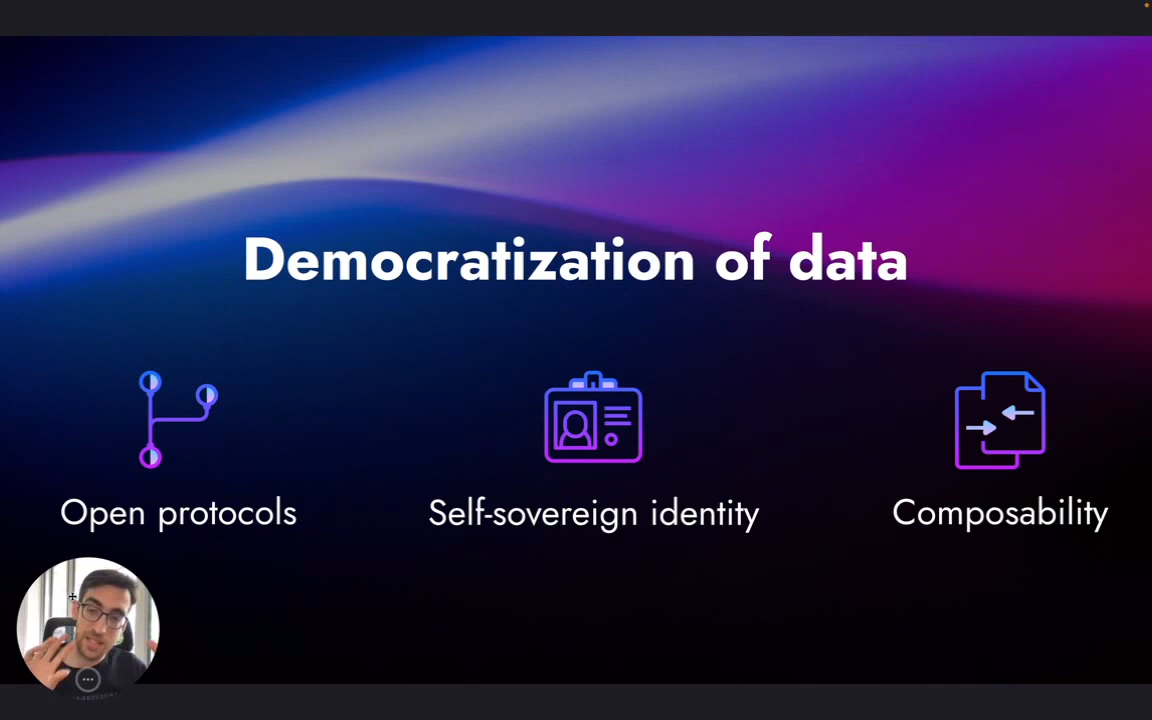 Democratization of data
Open protocols
Self-sovereign identity
Composability